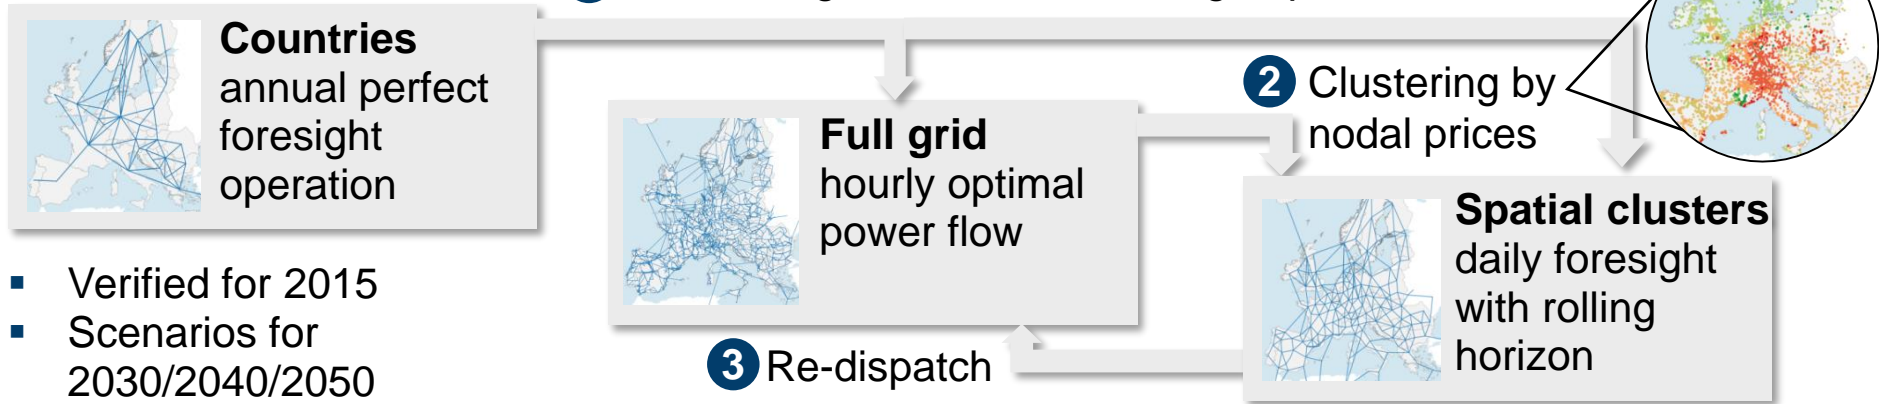 Countries
annual perfect
foresight
operation
2 Clustering by
nodal prices
Full grid
hourly optimal
power flow
Spatial clusters
daily foresight
with rolling
horizon
▪ Verified for 2015
▪ Scenarios for
2030/2040/2050
3 Re-dispatch